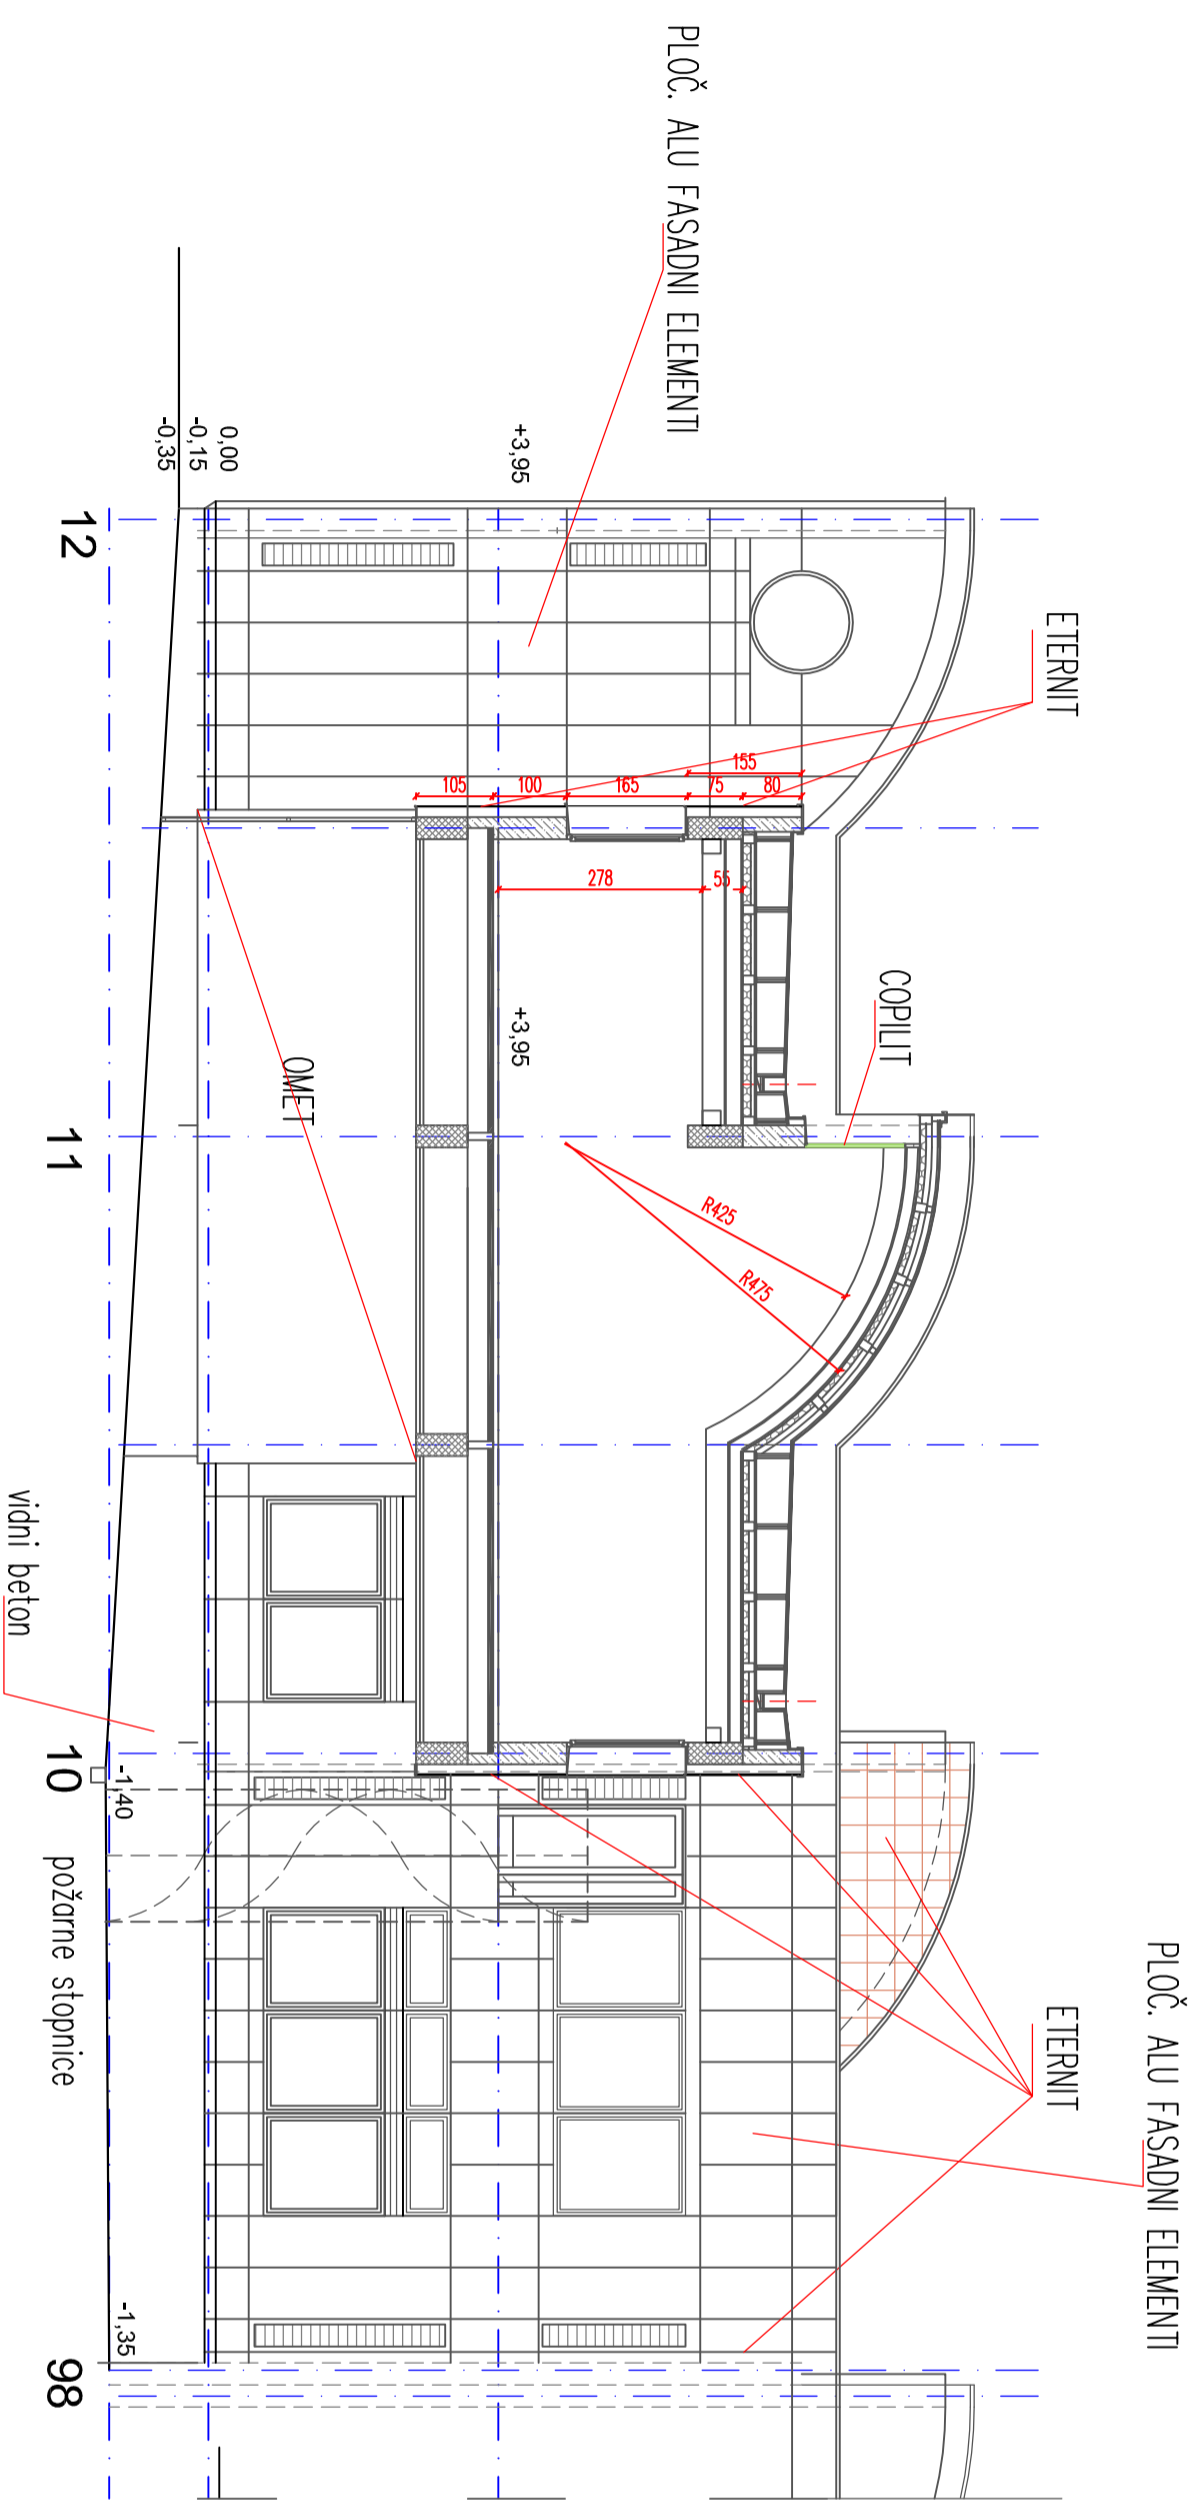 PLOČ. ALU FASADNI ELEMENTI
ETERNIT
ETERNIT
COPILIT
PLOČ. ALU FASADNI ELEMENTI
155
105
100
165
75
80
278
55
R425
R475
+3,95
+3,95
0,00
-0,15
-0,35
OMET
vidni beton
-1,40
požarne stopnice
-1,35
12
11
10
98